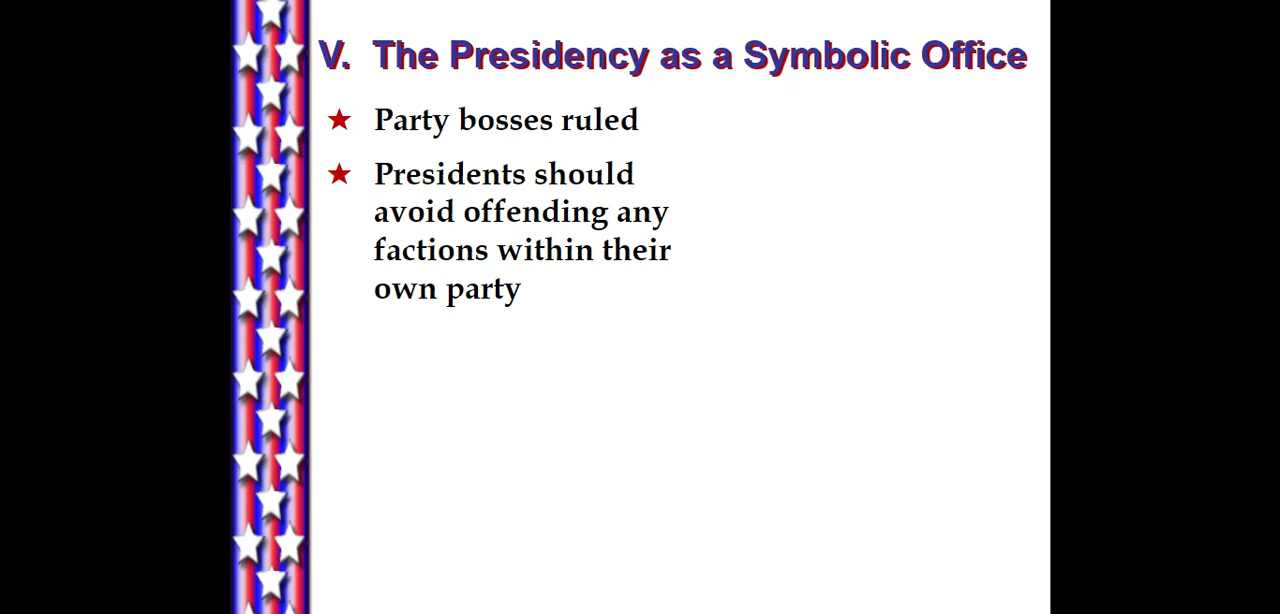 V. The Presidency as a Symbolic Office
Party bosses ruled
Presidents should
avoid offending any
factions within their
own party